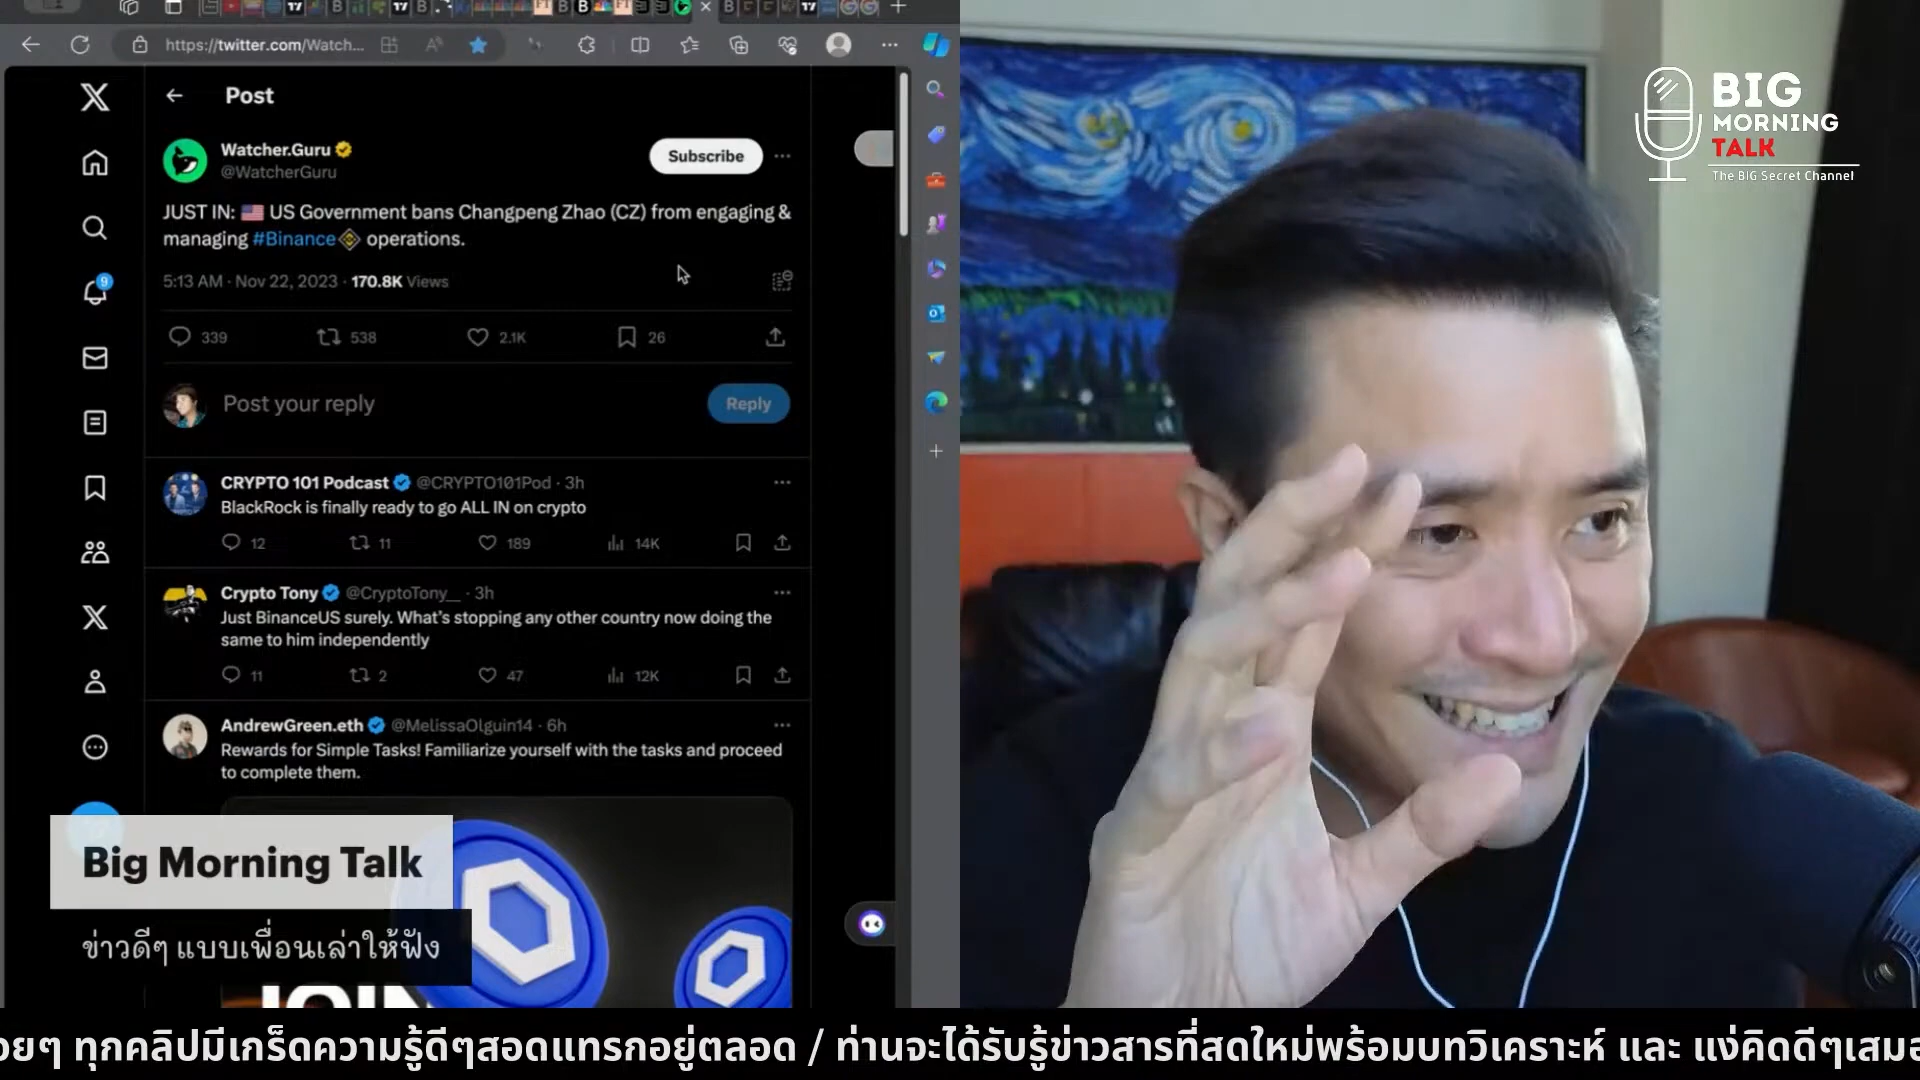 https://twitter.com/Watch...
Post
Watcher.Guru
@WatcherGuru
Subscribe
JUST IN: 🇺🇸 US Government bans Changpeng Zhao (CZ) from engaging &
managing #Binance operations.
5:13 AM · Nov 22, 2023 · 170.8K Views
339 538 2.1K 26
Post your reply
Reply
CRYPTO 101 Podcast @CRYPTO101Pod · 3h
BlackRock is finally ready to go ALL IN on crypto
12 11 189 14K
Crypto Tony @CryptoTony__ · 3h
Just BinanceUS surely. What's stopping any other country now doing the
same to him independently
11 2 47 12K
AndrewGreen.eth @MelissaOlguin14 · 6h
Rewards for Simple Tasks! Familiarize yourself with the tasks and proceed
to complete them.
JOIN
9
Big Morning Talk
ข่าวดีๆ แบบเพื่อนเล่าให้ฟัง
BIG
MORNING
TALK
The BIG Secret Channel
ทุกคลิปมีเกร็ดความรู้ดีๆสอดแทรกอยู่ตลอด / ท่านจะได้รับรู้ข่าวสารที่สดใหม่พร้อมบทวิเคราะห์ และ แง่คิดดีๆเสมอ